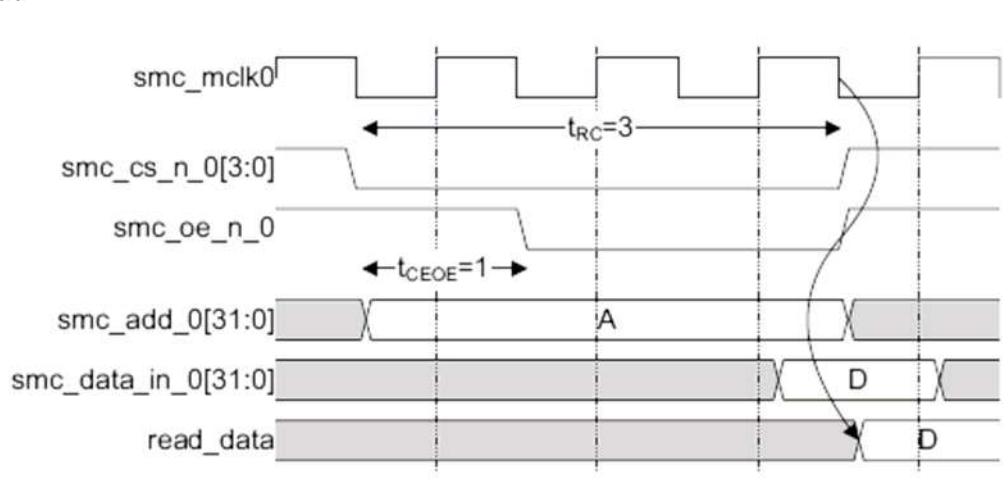 smc_mclk0
tRC=3
smc_cs_n_0[3:0]
smc_oe_n_0
tCEOE=1
smc_add_0[31:0] A
smc_data_in_0[31:0] D
read_data D